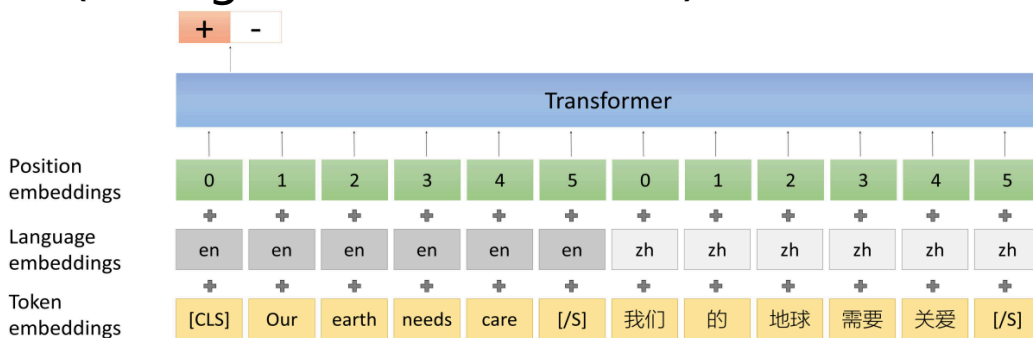 + -
Transformer
Position
embeddings
0 1 2 3 4 5 0 1 2 3 4 5
Language
embeddings
en en en en en en zh zh zh zh zh zh
Token
embeddings
[CLS] Our earth needs care [/S] 我们 的 地球 需要 关爱 [/S]